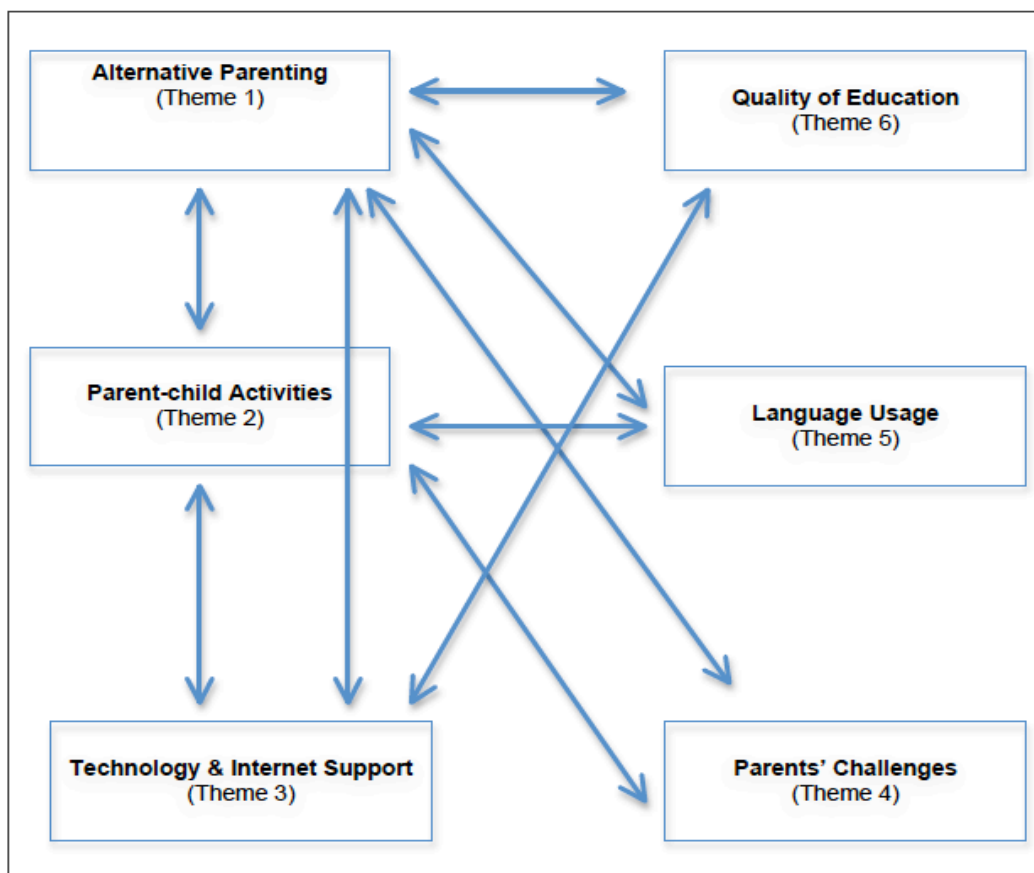 Alternative Parenting
(Theme 1)
Quality of Education
(Theme 6)
Parent-child Activities
(Theme 2)
Language Usage
(Theme 5)
Technology & Internet Support
(Theme 3)
Parents’ Challenges
(Theme 4)